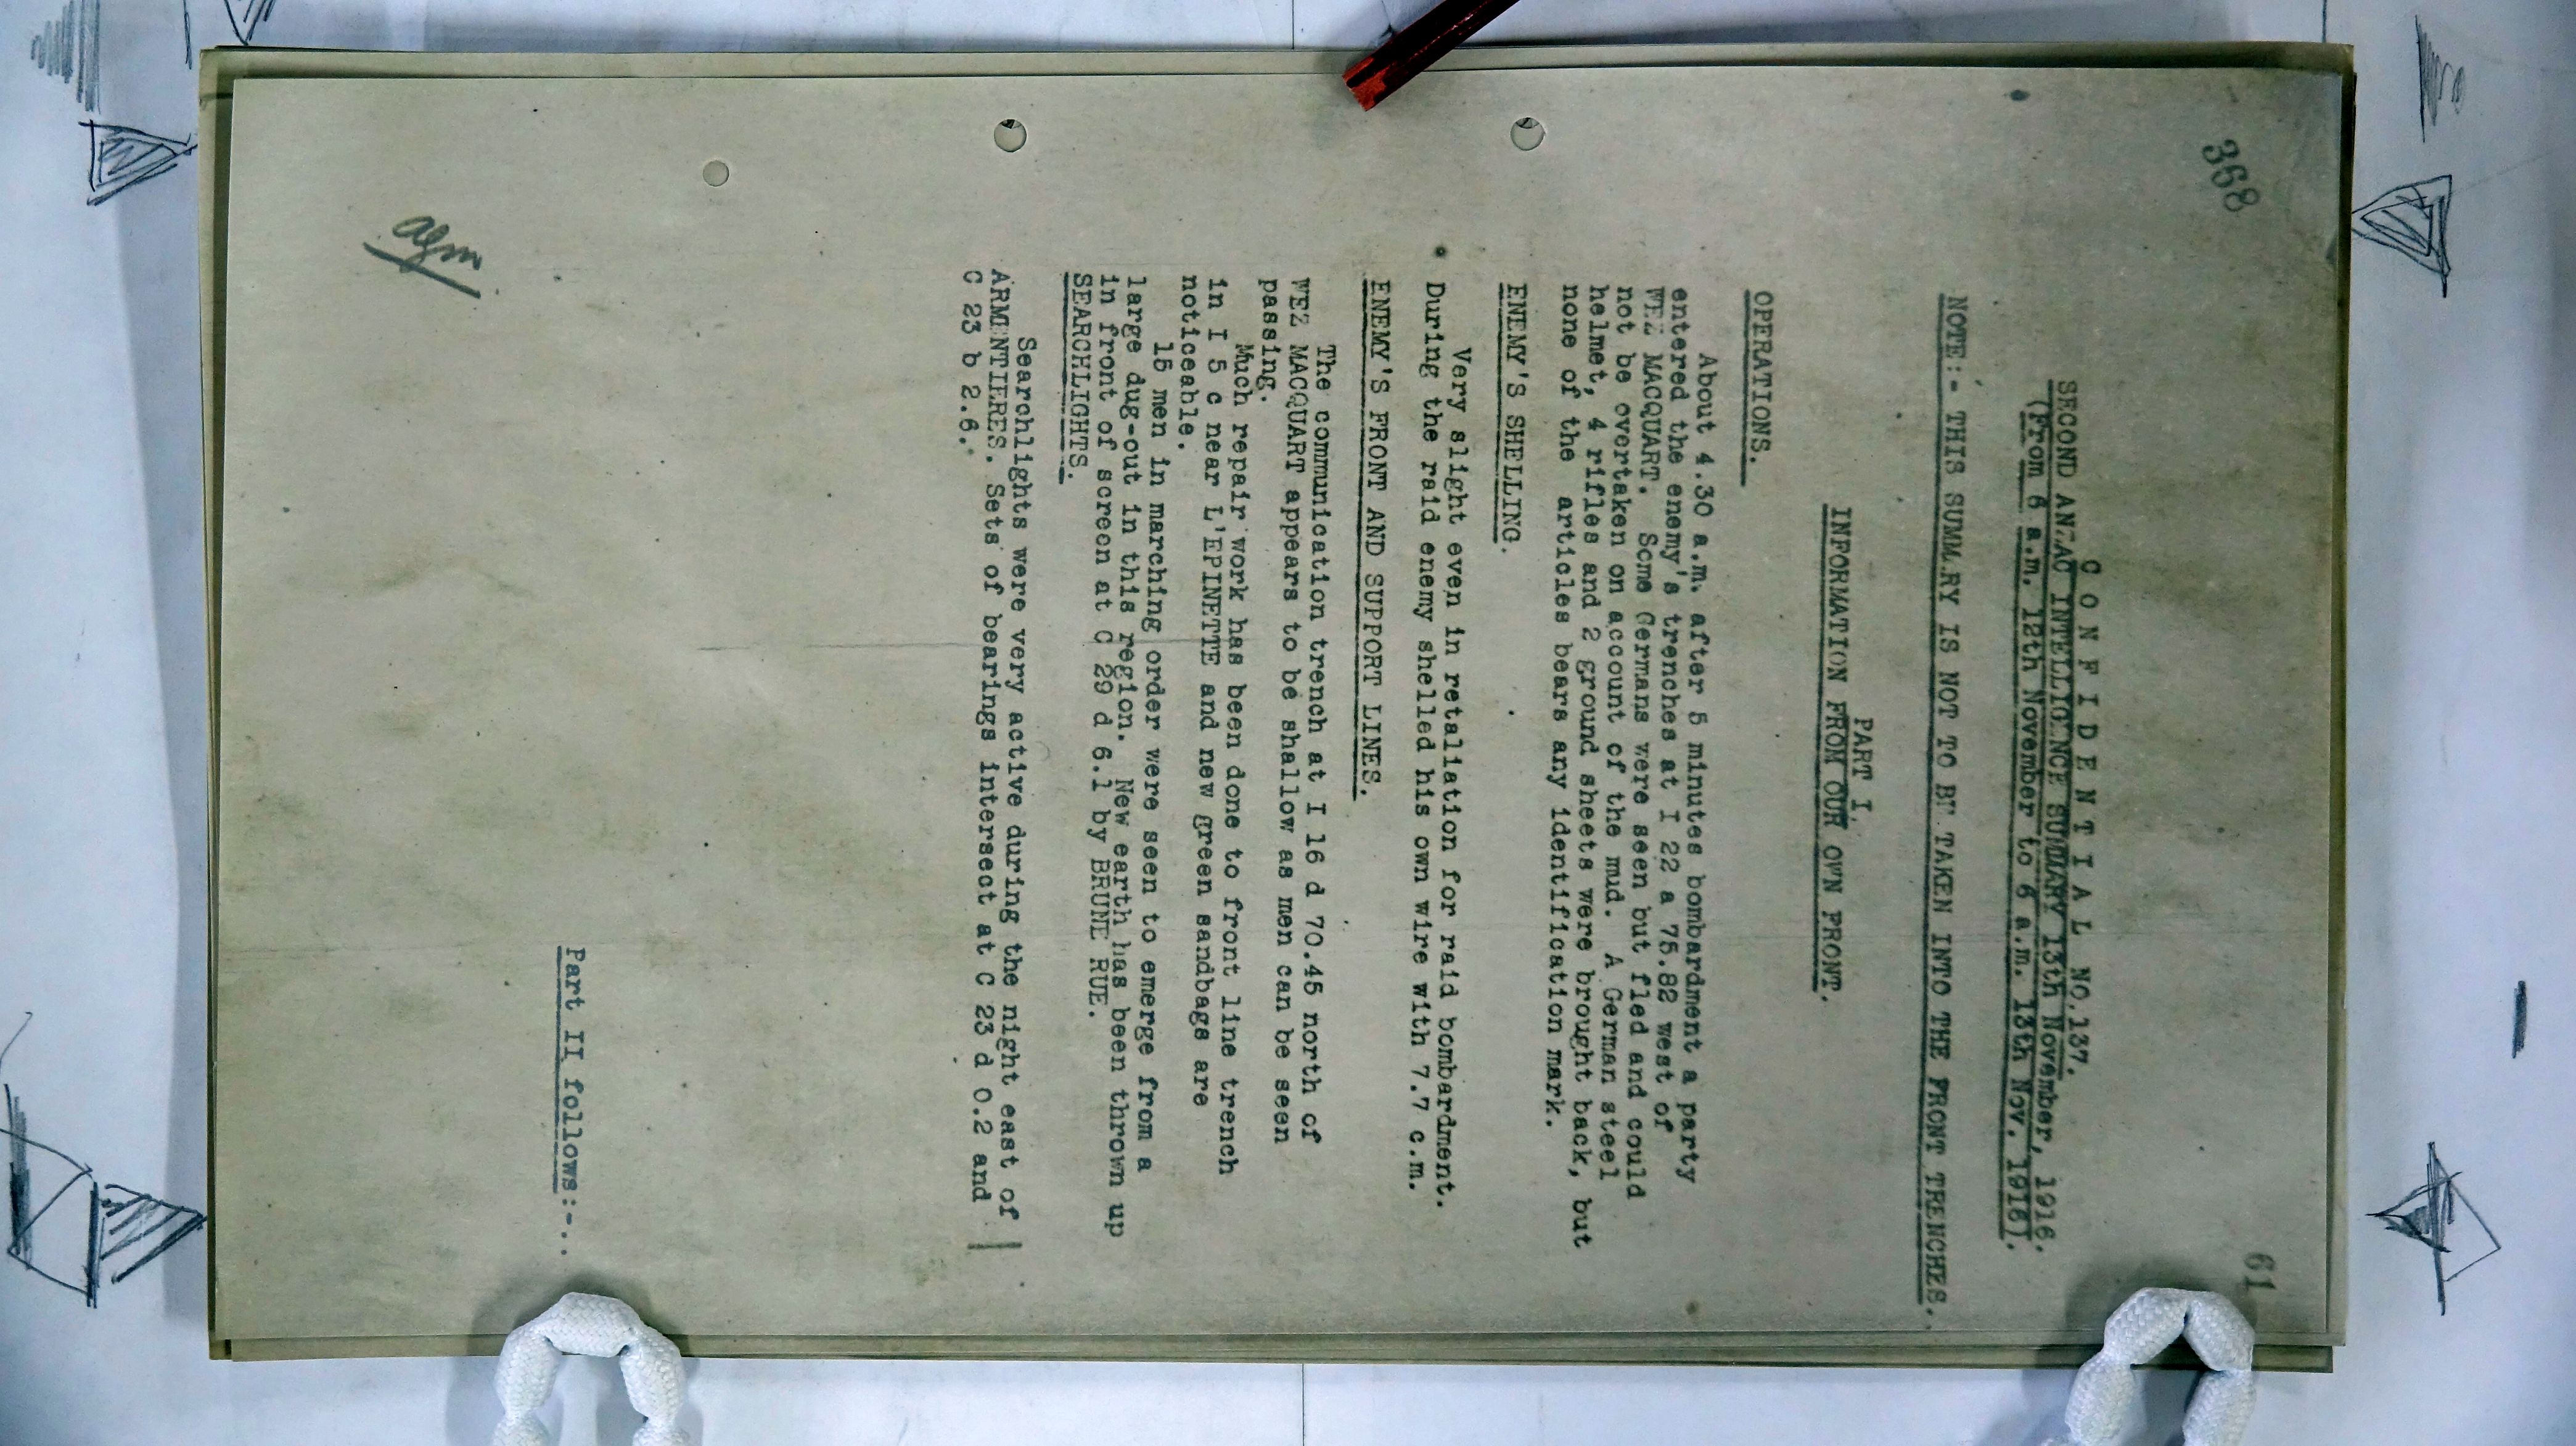 368
61
C O N F I D E N T I A L  NO.137.
SECOND ANZAC INTELLIGENCE SUMMARY 13th November, 1916.
(From 6 a.m. 12th November to 6 a.m. 13th Nov. 1916).
NOTE:- THIS SUMMARY IS NOT TO BE TAKEN INTO THE FRONT TRENCHES.
PART I.
INFORMATION FROM OUR OWN FRONT.
OPERATIONS.
About 4.30 a.m. after 5 minutes bombardment a party
entered the enemy's trenches at I 22 a 75.82 west of
WEZ MACQUART. Some Germans were seen but fled and could
not be overtaken on account of the mud. A German steel
helmet, 4 rifles and 2 ground sheets were brought back, but
none of the articles bears any identification mark.
ENEMY'S SHELLING.
Very slight even in retaliation for raid bombardment.
During the raid enemy shelled his own wire with 7.7 c.m.
ENEMY'S FRONT AND SUPPORT LINES.
The communication trench at I 16 d 70.45 north of
WEZ MACQUART appears to be shallow as men can be seen
passing.
Much repair work has been done to front line trench
in I 5 c near L'EPINETTE and new green sandbags are
noticeable.
15 men in marching order were seen to emerge from a
large dug-out in this region. New earth has been thrown up
in front of screen at C 29 d 6.1 by BRUNE RUE.
SEARCHLIGHTS.
Searchlights were very active during the night east of
ARMENTIERES. Sets of bearings intersect at C 23 d 0.2 and
C 23 b 2.6.
Part II follows:-..